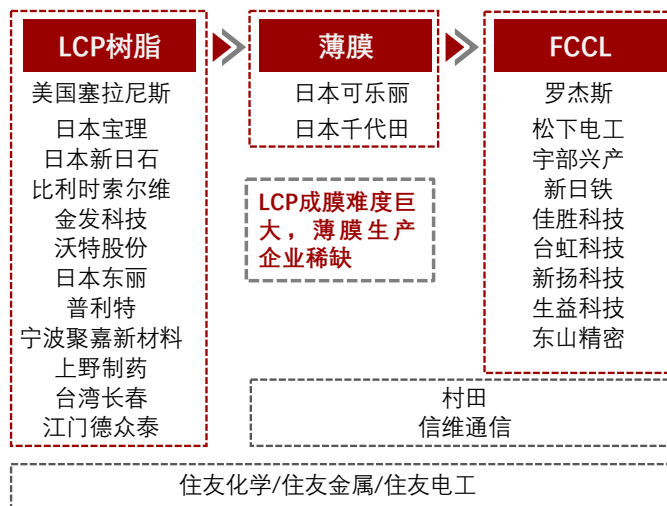 LCP树脂
美国塞拉尼斯
日本宝理
日本新日石
比利时索尔维
金发科技
沃特股份
日本东丽
普利特
宁波聚嘉新材料
上野制药
台湾长春
江门德众泰
薄膜
日本可乐丽
日本千代田
LCP成膜难度巨
大，薄膜生产
企业稀缺
FCCL
罗杰斯
松下电工
宇部兴产
新日铁
佳胜科技
台虹科技
新扬科技
生益科技
东山精密
村田
信维通信
住友化学/住友金属/住友电工